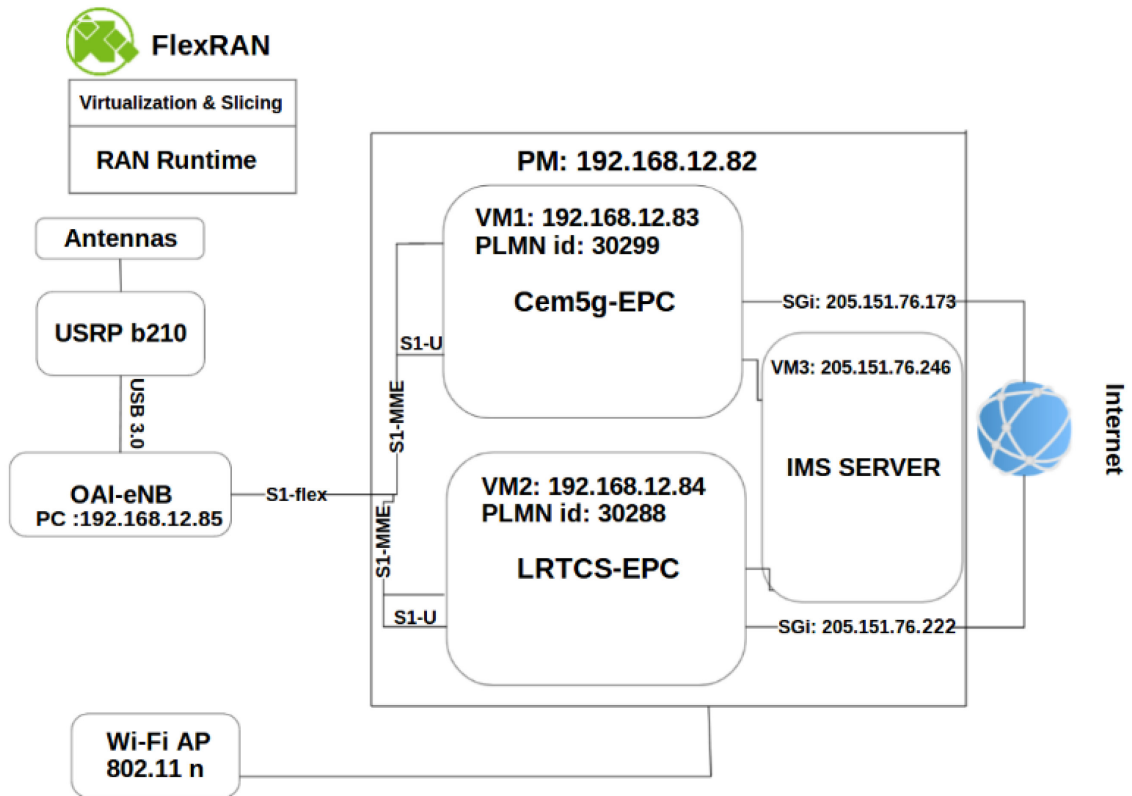 FlexRAN
Virtualization & Slicing
RAN Runtime
Antennas
USRP b210
USB 3.0
OAI-eNB
PC :192.168.12.85
S1-flex
S1-MME
S1-U
S1-MME
S1-U
PM: 192.168.12.82
VM1: 192.168.12.83
PLMN id: 30299
Cem5g-EPC
SGi: 205.151.76.173
VM3: 205.151.76.246
IMS SERVER
VM2: 192.168.12.84
PLMN id: 30288
LRTCS-EPC
SGi: 205.151.76.222
Internet
Wi-Fi AP
802.11 n